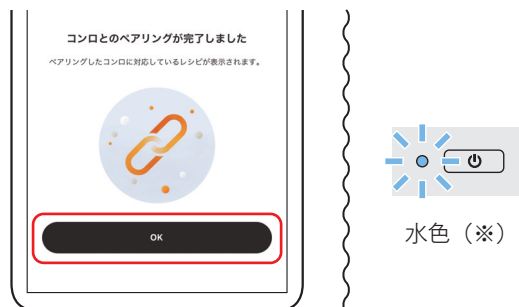 コンロとのペアリングが完了しました
ペアリングしたコンロに対応しているレシピが表示されます。
OK
水色（※）